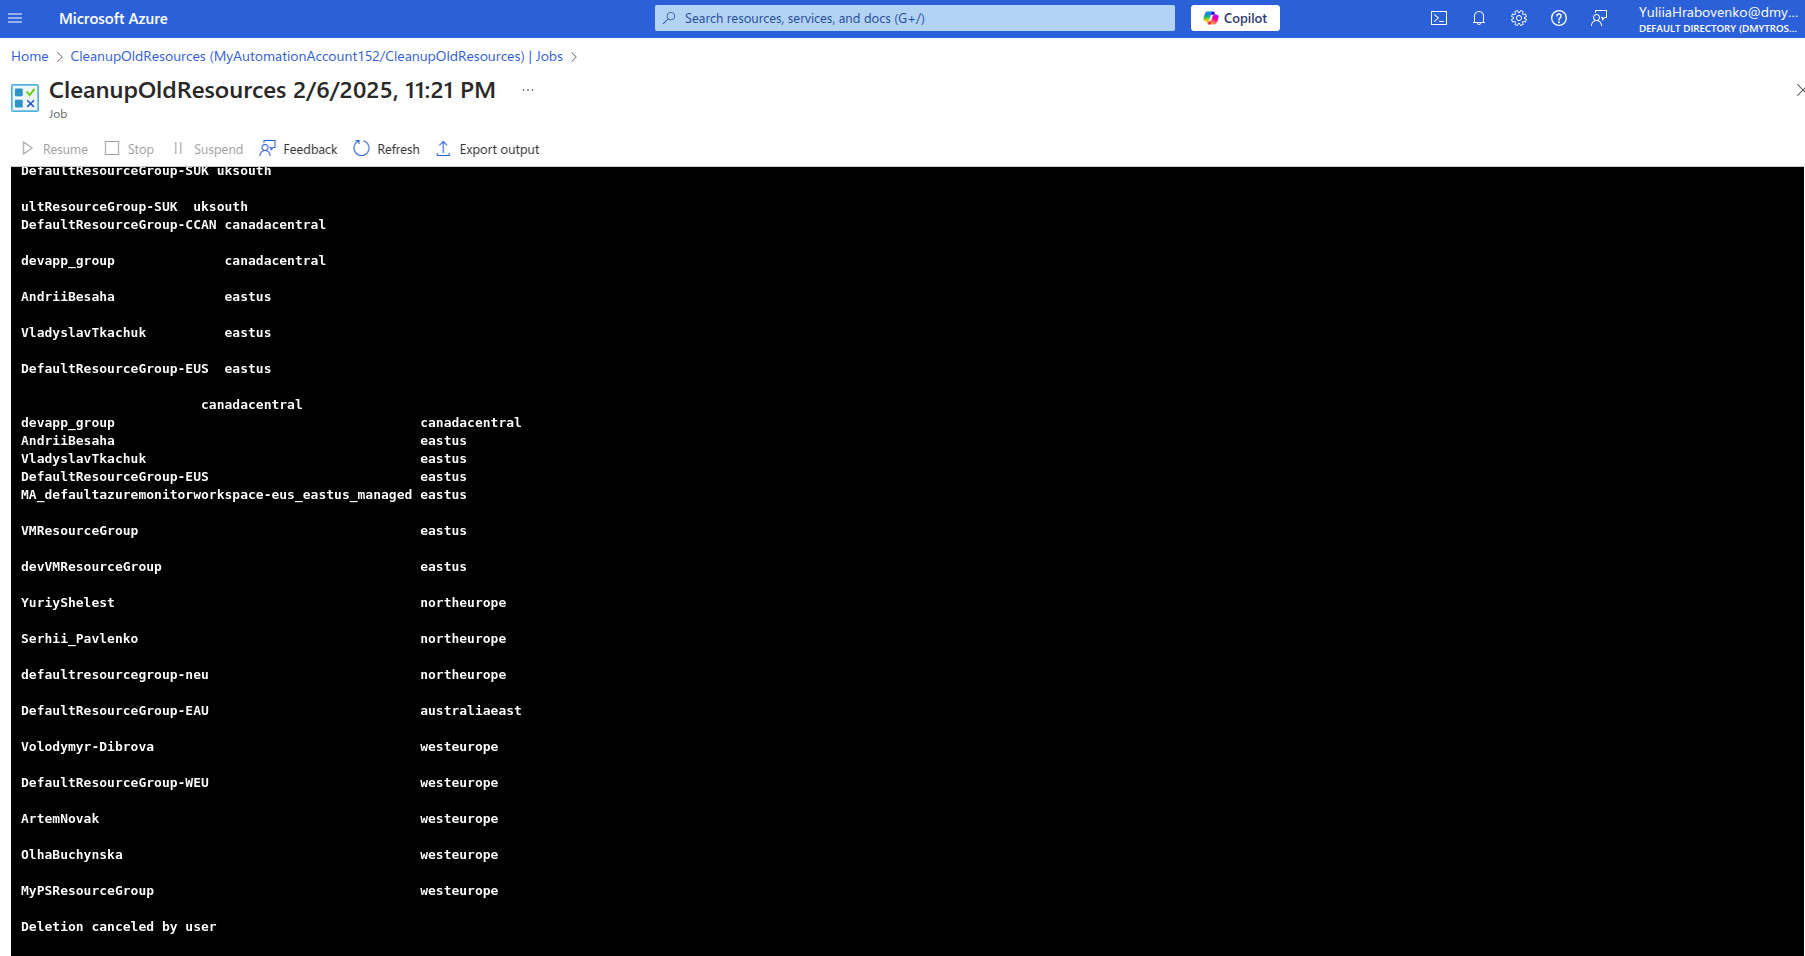 Microsoft Azure
Search resources, services, and docs (G+/)
Copilot
YuliiaHrabovenko@dmy...
DEFAULT DIRECTORY (DMYTROS...
Home > CleanupOldResources (MyAutomationAccount152/CleanupOldResources) | Jobs >
CleanupOldResources 2/6/2025, 11:21 PM ...
Job
Resume Stop Suspend Feedback Refresh Export output
DefaultResourceGroup-SUK uksouth
ultResourceGroup-SUK uksouth
DefaultResourceGroup-CCAN canadacentral
devapp_group canadacentral
AndriiBesaha eastus
VladyslavTkachuk eastus
DefaultResourceGroup-EUS eastus
canadacentral
devapp_group canadacentral
AndriiBesaha eastus
VladyslavTkachuk eastus
DefaultResourceGroup-EUS eastus
MA_defaultazuremonitorworkspace-eus_eastus_managed eastus
VMResourceGroup eastus
devVMResourceGroup eastus
YuriyShelest northeurope
Serhii_Pavlenko northeurope
defaultresourcegroup-neu northeurope
DefaultResourceGroup-EAU australiaeast
Volodymyr-Dibrova westeurope
DefaultResourceGroup-WEU westeurope
ArtemNovak westeurope
OlhaBuchynska westeurope
MyPSResourceGroup westeurope
Deletion canceled by user